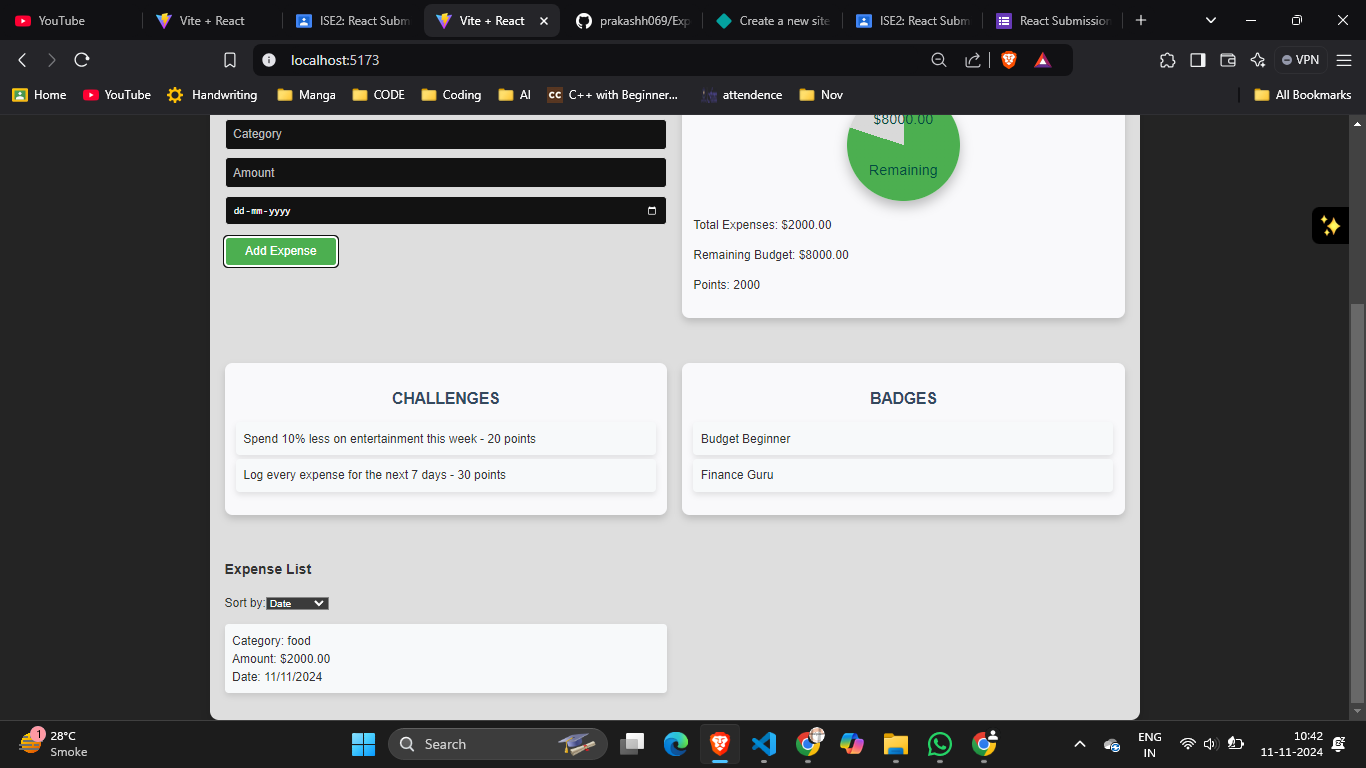 YouTube
Vite + React
ISE2: React Subm
Vite + React
prakashh069/Exp
Create a new site
ISE2: React Subm
React Submission
localhost:5173
VPN
Home
YouTube
Handwriting
Manga
CODE
Coding
AI
CC C++ with Beginner...
attendence
Nov
All Bookmarks
Category
Amount
dd-mm-yyyy
Add Expense
$8000.00
Remaining
Total Expenses: $2000.00
Remaining Budget: $8000.00
Points: 2000
CHALLENGES
Spend 10% less on entertainment this week - 20 points
Log every expense for the next 7 days - 30 points
BADGES
Budget Beginner
Finance Guru
Expense List
Sort by: Date
Category: food
Amount: $2000.00
Date: 11/11/2024
1
28°C
Smoke
Search
ENG
IN
10:42
11-11-2024